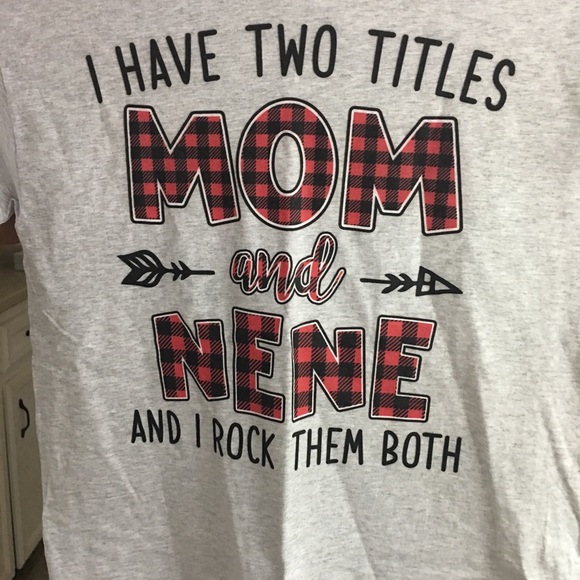 I HAVE TWO TITLES
MOM
and
NENE
AND I ROCK THEM BOTH